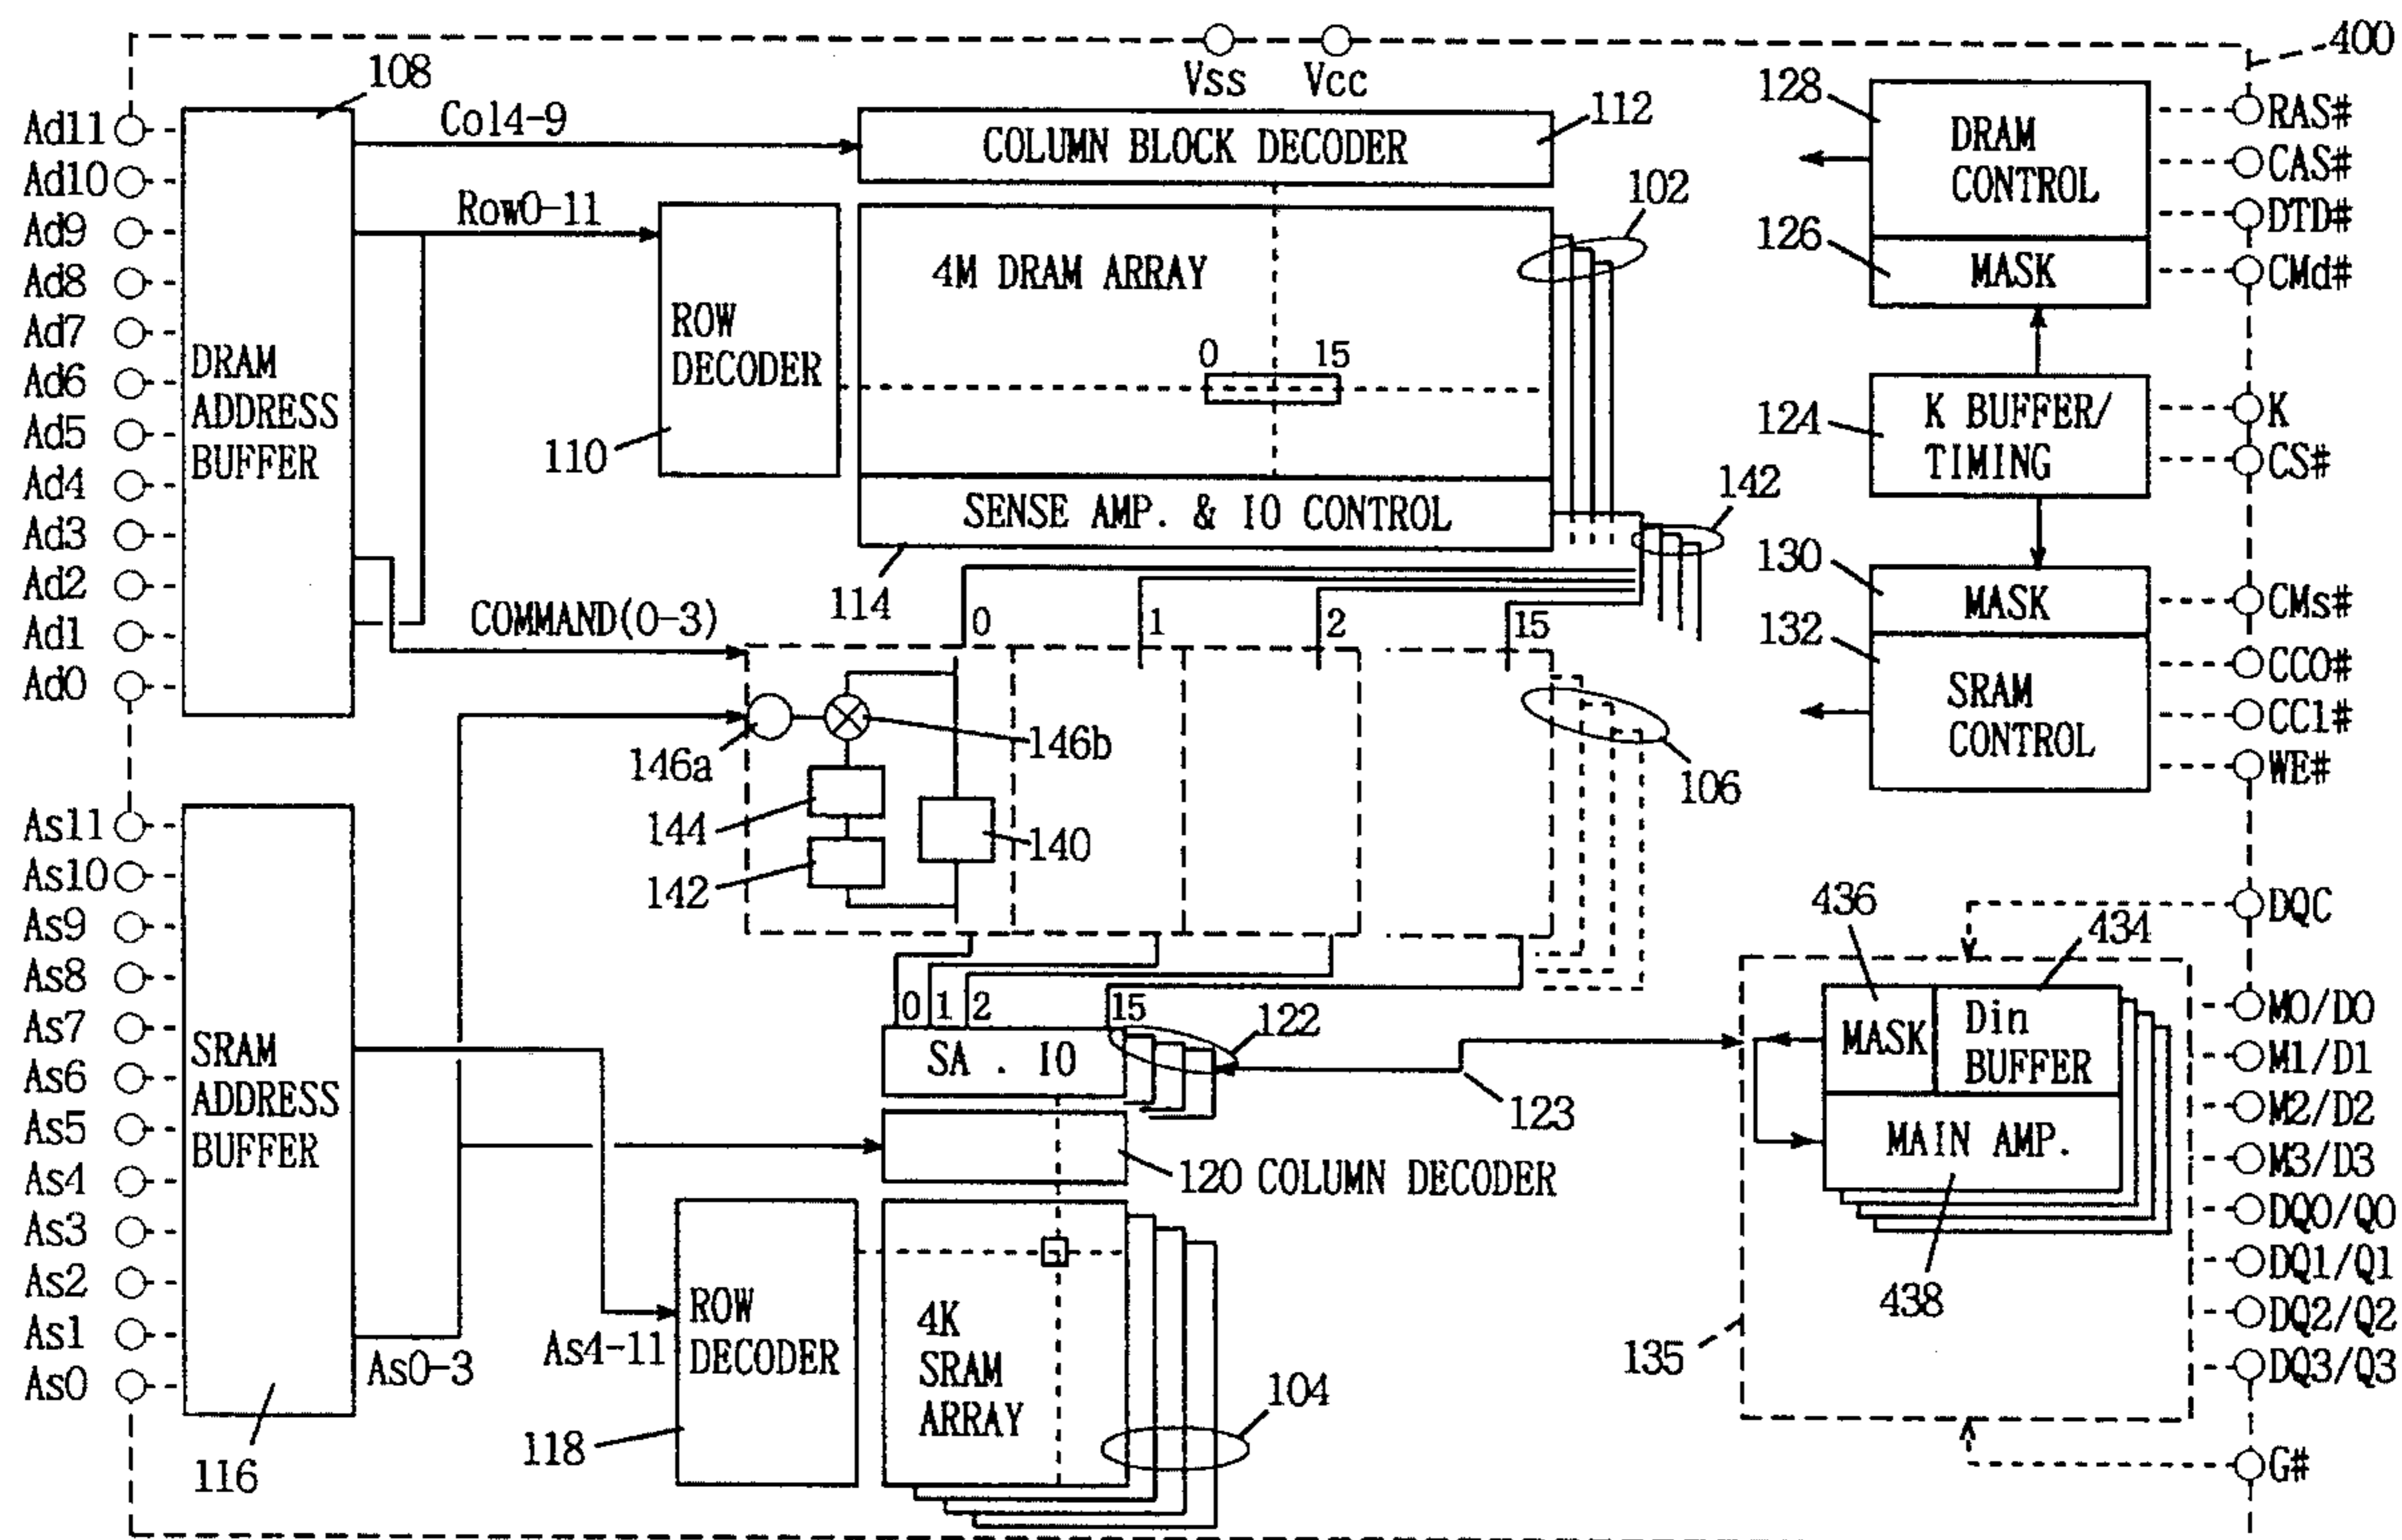 400
Vss
Vcc
108
Ad11
Ad10
Ad9
Ad8
Ad7
Ad6
Ad5
Ad4
Ad3
Ad2
Ad1
Ad0
DRAM
ADDRESS
BUFFER
Col4-9
COLUMN BLOCK DECODER
112
Row0-11
ROW
DECODER
110
4M DRAM ARRAY
0
15
102
SENSE AMP. & IO CONTROL
114
142
128
DRAM
CONTROL
126
MASK
RAS#
CAS#
DTD#
CMd#
124
K BUFFER/
TIMING
K
CS#
130
MASK
132
SRAM
CONTROL
CMs#
CC0#
CC1#
WE#
COMMAND(0-3)
0
1
2
15
146a
146b
144
142
140
106
As11
As10
As9
As8
As7
As6
As5
As4
As3
As2
As1
As0
SRAM
ADDRESS
BUFFER
116
As0-3
As4-11
0
1
2
15
SA . IO
122
123
120 COLUMN DECODER
ROW
DECODER
118
4K
SRAM
ARRAY
104
436
434
MASK
Din
BUFFER
MAIN AMP.
438
135
DQC
M0/D0
M1/D1
M2/D2
M3/D3
DQ0/Q0
DQ1/Q1
DQ2/Q2
DQ3/Q3
G#